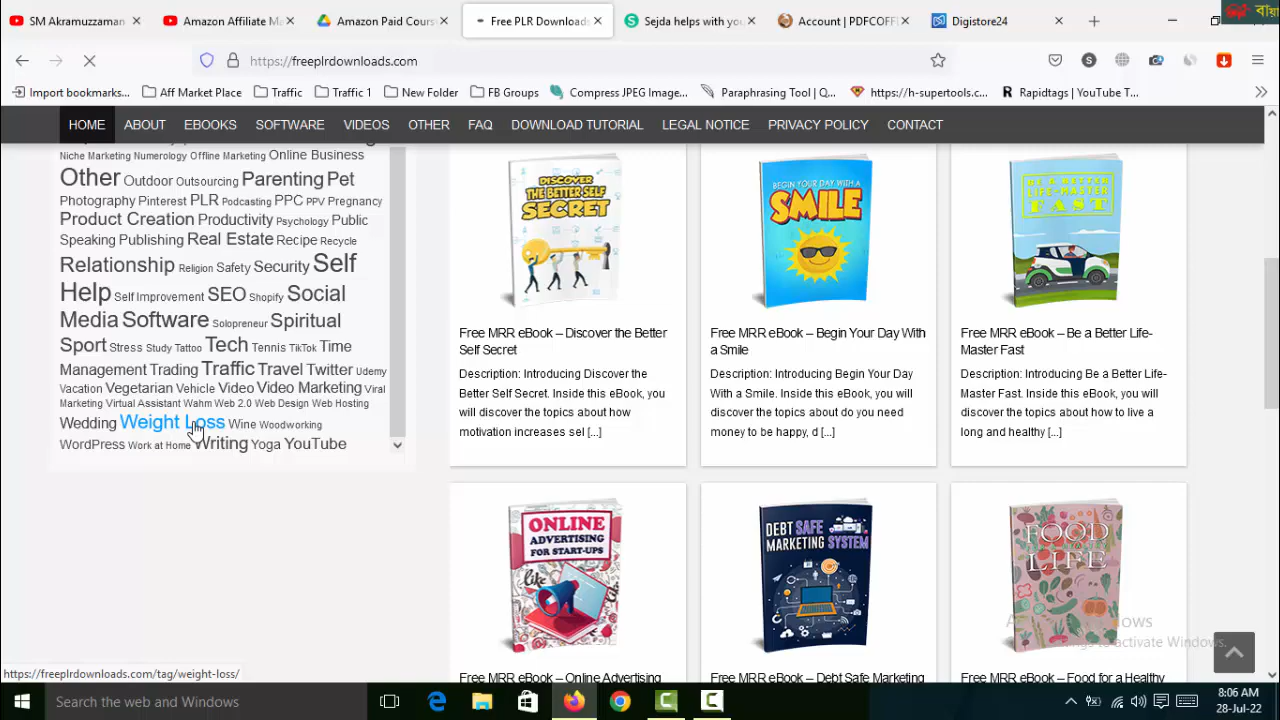 SM Akramuzzaman
Amazon Affiliate Ma
Amazon Paid Cours
Free PLR Downloads
Sejda helps with you
Account | PDFCOFF
Digistore24
বায়া
https://freeplrdownloads.com
Import bookmarks...
Aff Market Place
Traffic
Traffic 1
New Folder
FB Groups
Compress JPEG Image...
Paraphrasing Tool | Q...
https://h-supertools.c...
Rapidtags | YouTube T...
HOME
ABOUT
EBOOKS
SOFTWARE
VIDEOS
OTHER
FAQ
DOWNLOAD TUTORIAL
LEGAL NOTICE
PRIVACY POLICY
CONTACT
Niche Marketing Numerology Offline Marketing Online Business
Other Outdoor Outsourcing Parenting Pet
Photography Pinterest PLR Podcasting PPC PPV Pregnancy
Product Creation Productivity Psychology Public
Speaking Publishing Real Estate Recipe Recycle
Relationship Religion Safety Security Self
Help Self Improvement SEO Shopify Social
Media Software Solopreneur Spiritual
Sport Stress Study Tattoo Tech Tennis TikTok Time
Management Trading Traffic Travel Twitter Udemy
Vacation Vegetarian Vehicle Video Video Marketing Viral
Marketing Virtual Assistant Wahm Web 2.0 Web Design Web Hosting
Wedding Weight Loss Wine Woodworking
WordPress Work at Home Writing Yoga YouTube
DISCOVER
THE BETTER SELF
SECRET
Free MRR eBook – Discover the Better
Self Secret
Description: Introducing Discover the
Better Self Secret. Inside this eBook, you
will discover the topics about how
motivation increases sel [...]
BEGIN YOUR DAY WITH A
SMILE
Free MRR eBook – Begin Your Day With
a Smile
Description: Introducing Begin Your Day
With a Smile. Inside this eBook, you will
discover the topics about do you need
money to be happy, d [...]
BE A BETTER
LIFE-MASTER
FAST
Free MRR eBook – Be a Better Life-
Master Fast
Description: Introducing Be a Better Life-
Master Fast. Inside this eBook, you will
discover the topics about how to live a
long and healthy [...]
ONLINE
ADVERTISING
FOR START-UPS
like
Free MRR eBook – Online Advertising
DEBT SAFE
MARKETING SYSTEM
Free MRR eBook – Debt Safe Marketing
FOOD
LIFE
Free MRR eBook – Food for a Healthy
to activate Windows.
https://freeplrdownloads.com/tag/weight-loss/
Search the web and Windows
8:06 AM
28-Jul-22